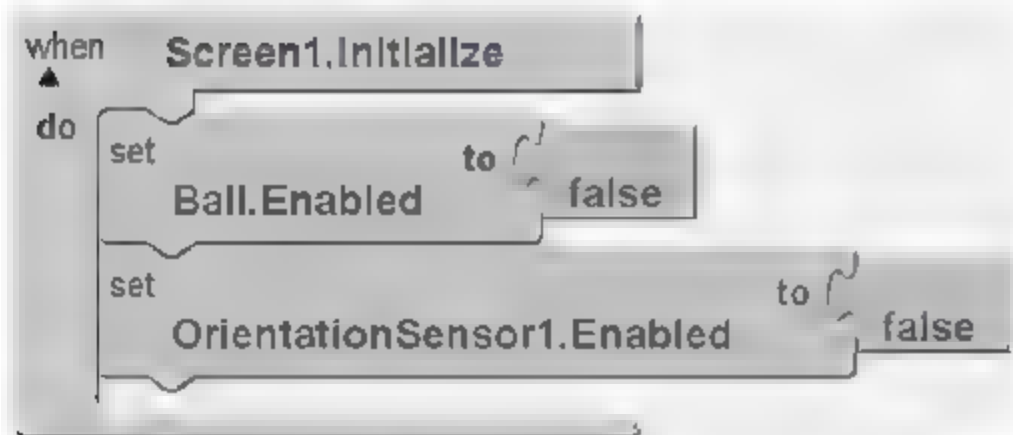 when Screen1.Initialize
do
set to
Ball.Enabled false
set to
OrientationSensor1.Enabled false